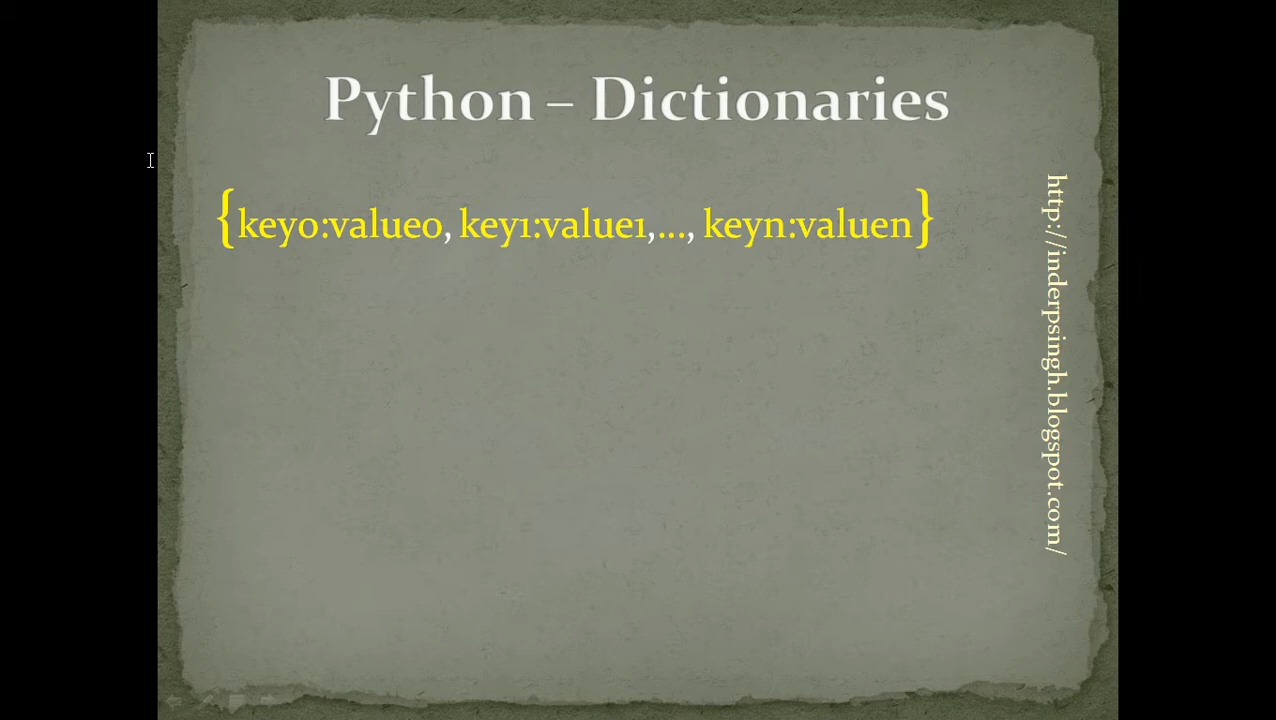 Python – Dictionaries
{key0:value0, key1:value1,..., keyn:valuen}
http://inderpsingh.blogspot.com/